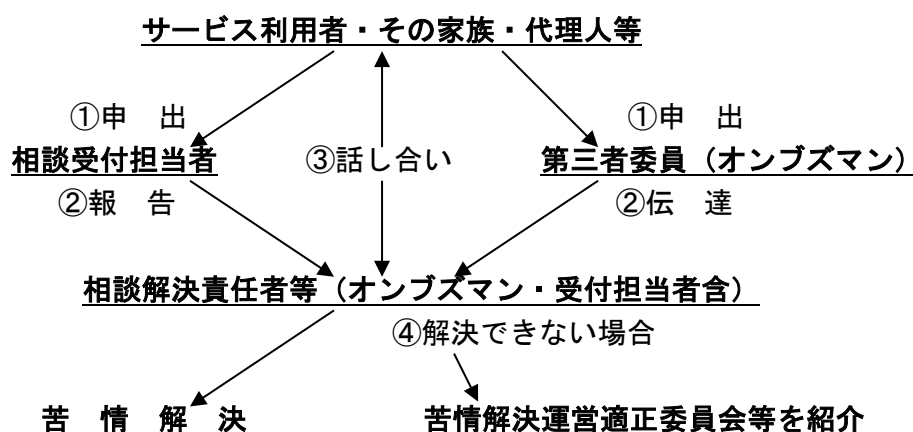 サービス利用者・その家族・代理人等
①申　出　①申　出
相談受付担当者　③話し合い　第三者委員（オンブズマン）
②報　告　②伝　達
相談解決責任者等（オンブズマン・受付担当者含）
④解決できない場合
苦　情　解　決　苦情解決運営適正委員会等を紹介